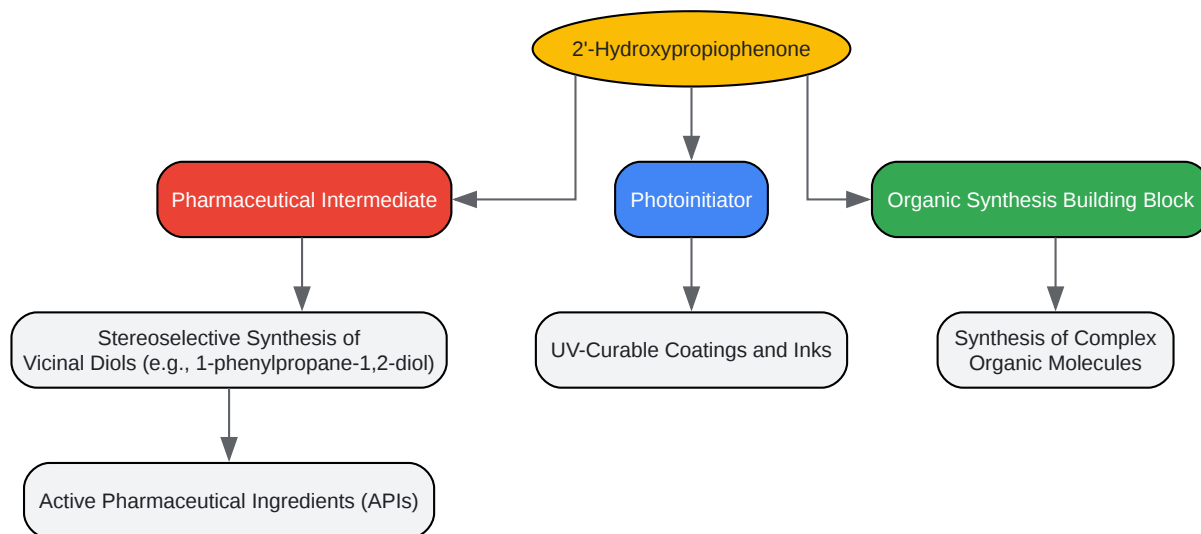 2'-Hydroxypropiophenone
Pharmaceutical Intermediate
Photoinitiator
Organic Synthesis Building Block
Stereoselective Synthesis of
Vicinal Diols (e.g., 1-phenylpropane-1,2-diol)
UV-Curable Coatings and Inks
Synthesis of Complex
Organic Molecules
Active Pharmaceutical Ingredients (APIs)